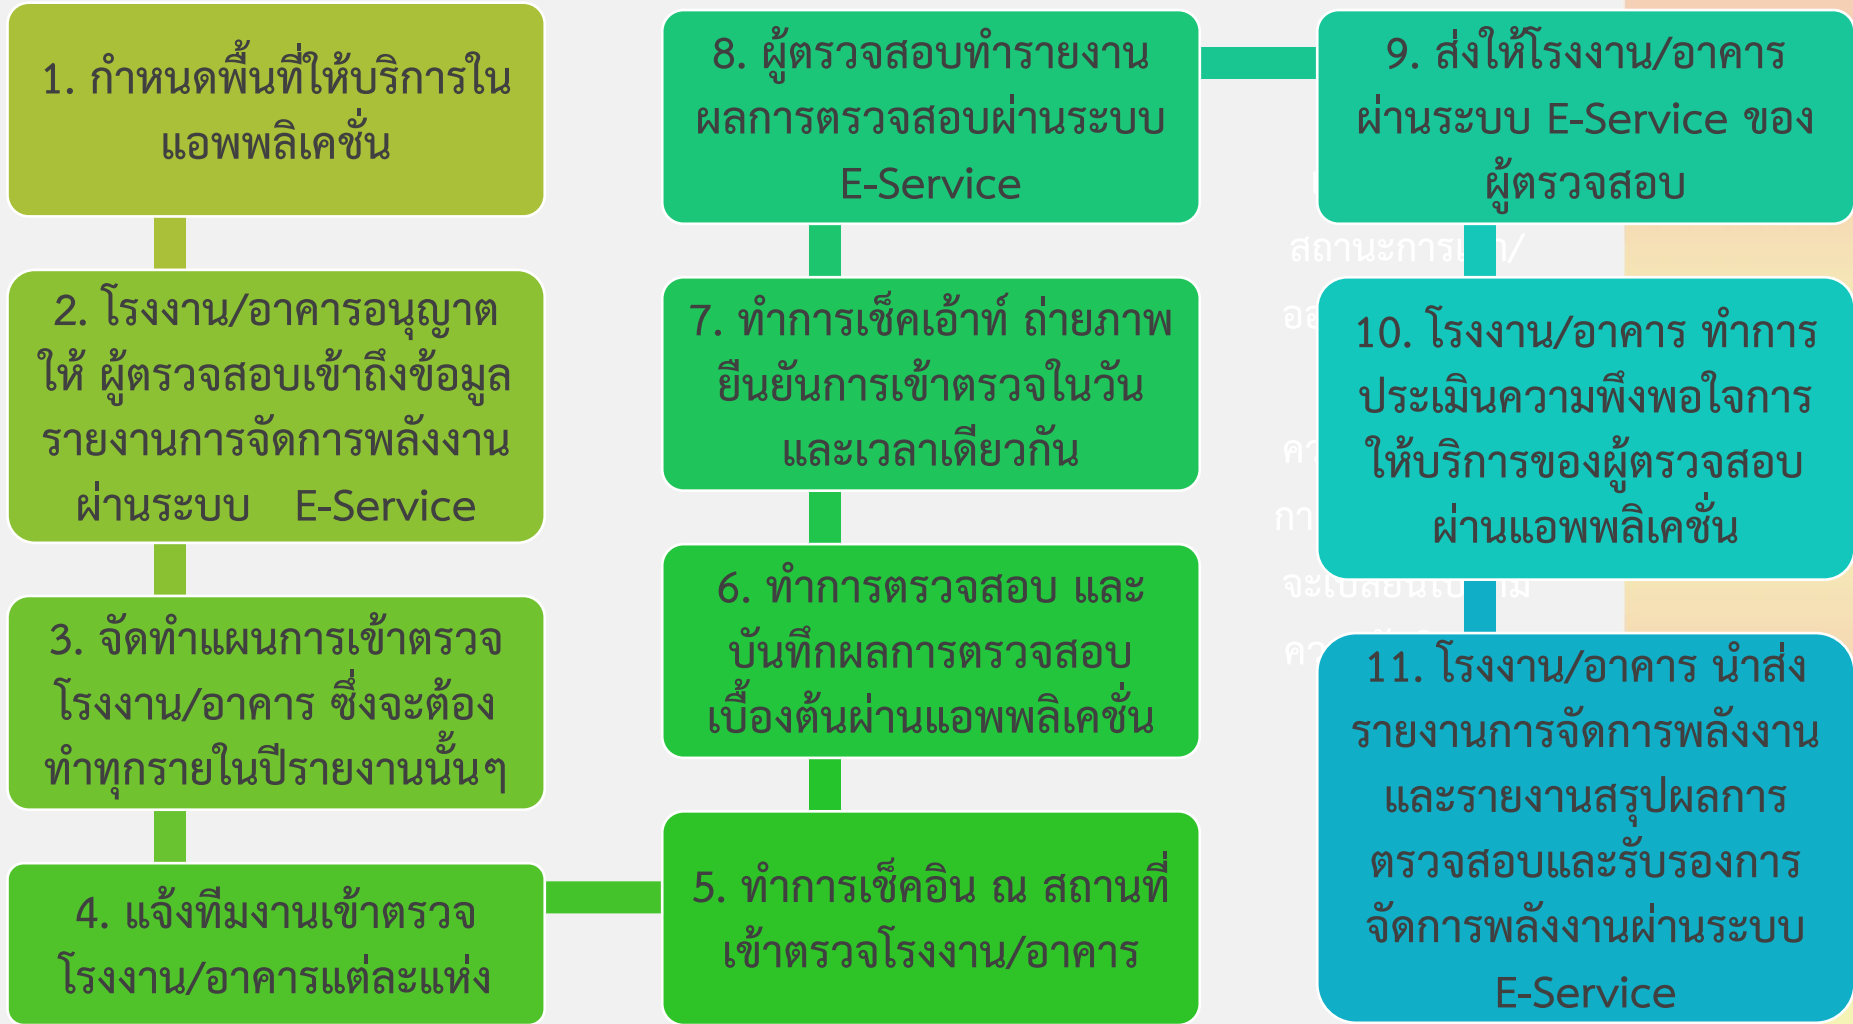 1. กำหนดพื้นที่ให้บริการใน
แอพพลิเคชั่น
2. โรงงาน/อาคารอนุญาต
ให้ ผู้ตรวจสอบเข้าถึงข้อมูล
รายงานการจัดการพลังงาน
ผ่านระบบ E-Service
3. จัดทำแผนการเข้าตรวจ
โรงงาน/อาคาร ซึ่งจะต้อง
ทำทุกรายในปีรายงานนั้นๆ
4. แจ้งทีมงานเข้าตรวจ
โรงงาน/อาคารแต่ละแห่ง
5. ทำการเช็คอิน ณ สถานที่
เข้าตรวจโรงงาน/อาคาร
6. ทำการตรวจสอบ และ
บันทึกผลการตรวจสอบ
เบื้องต้นผ่านแอพพลิเคชั่น
7. ทำการเช็คเอ้าท์ ถ่ายภาพ
ยืนยันการเข้าตรวจในวัน
และเวลาเดียวกัน
8. ผู้ตรวจสอบทำรายงาน
ผลการตรวจสอบผ่านระบบ
E-Service
9. ส่งให้โรงงาน/อาคาร
ผ่านระบบ E-Service ของ
ผู้ตรวจสอบ
10. โรงงาน/อาคาร ทำการ
ประเมินความพึงพอใจการ
ให้บริการของผู้ตรวจสอบ
ผ่านแอพพลิเคชั่น
11. โรงงาน/อาคาร นำส่ง
รายงานการจัดการพลังงาน
และรายงานสรุปผลการ
ตรวจสอบและรับรองการ
จัดการพลังงานผ่านระบบ
E-Service